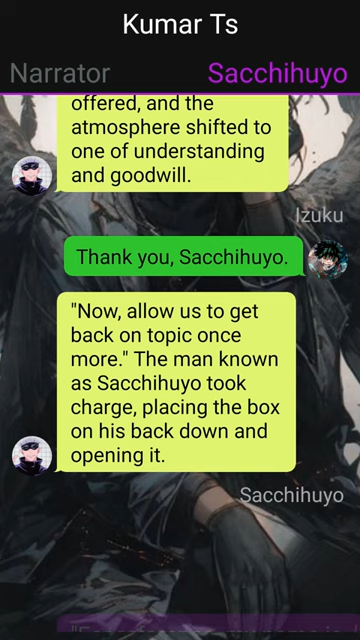 Kumar Ts
Narrator
Sacchihuyo
offered, and the
atmosphere shifted to
one of understanding
and goodwill.
Izuku
Thank you, Sacchihuyo.
"Now, allow us to get
back on topic once
more." The man known
as Sacchihuyo took
charge, placing the box
on his back down and
opening it.
Sacchihuyo